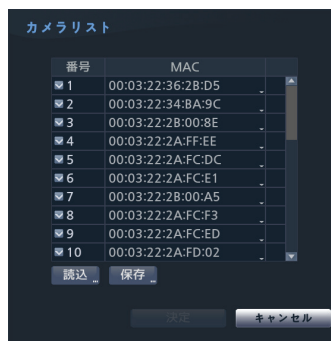 カメラリスト
番号 MAC
1 00:03:22:36:2B:D5
2 00:03:22:34:BA:9C
3 00:03:22:2B:00:8E
4 00:03:22:2A:FF:EE
5 00:03:22:2A:FC:DC
6 00:03:22:2A:FC:E1
7 00:03:22:2B:00:A5
8 00:03:22:2A:FC:F3
9 00:03:22:2A:FC:ED
10 00:03:22:2A:FD:02
読込... 保存...
決定 キャンセル